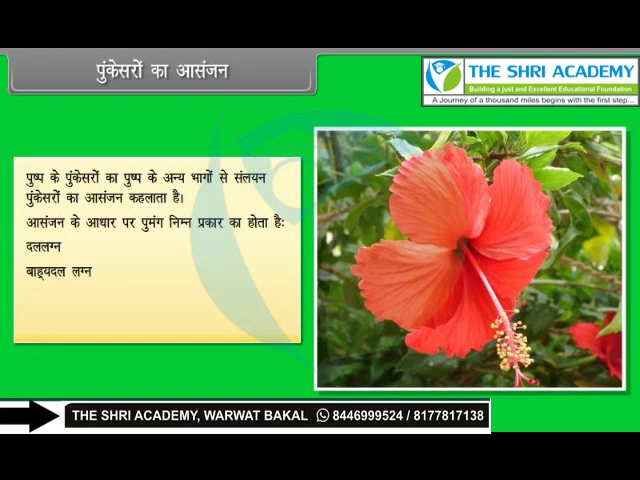 पुंकेसरों का आसंजन
THE SHRI ACADEMY
Building a just and Excellent Educational Foundation
A Journey of a thousand miles begins with the first step...
पुष्प के पुंकेसरों का पुष्प के अन्य भागों से संलयन
पुंकेसरों का आसंजन कहलाता है।
आसंजन के आधार पर पुमंग निम्न प्रकार का होता है:
दललग्न
बाह्यदल लग्न
THE SHRI ACADEMY, WARWAT BAKAL 8446999524 / 8177817138